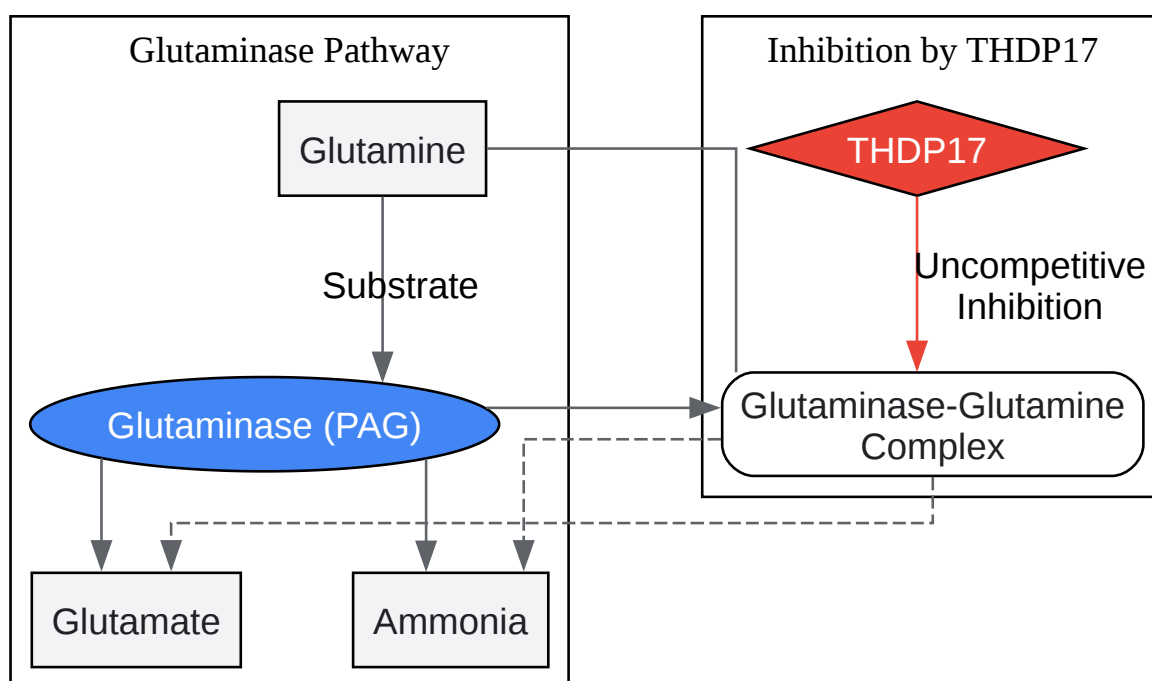 Glutaminase Pathway
Inhibition by THDP17
Glutamine
THDP17
Substrate
Uncompetitive
Inhibition
Glutaminase (PAG)
Glutaminase-Glutamine
Complex
Glutamate
Ammonia